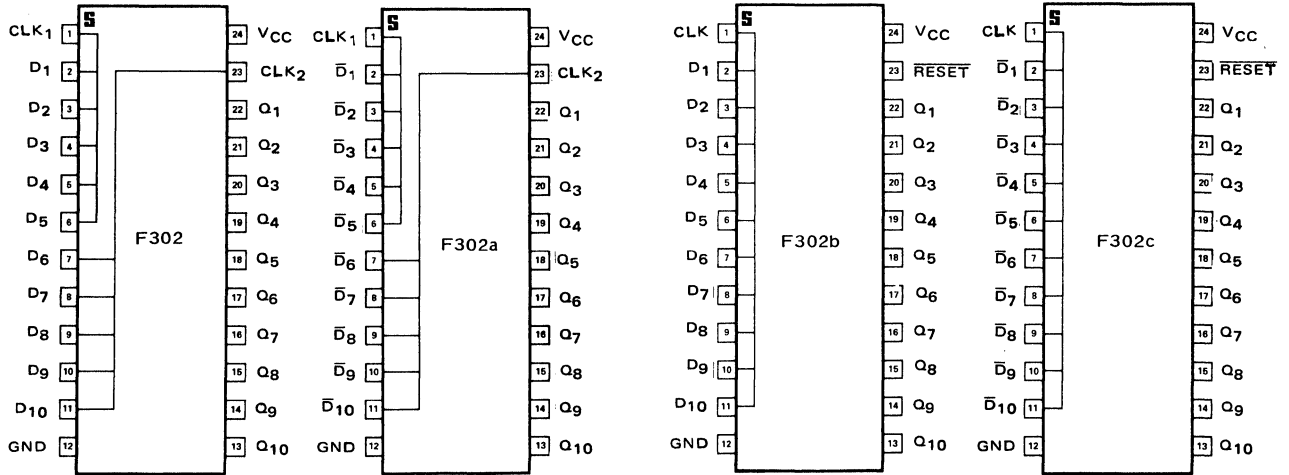 S
CLK1 1 24 VCC
D1 2 23 CLK2
D2 3 22 Q1
D3 4 21 Q2
D4 5 20 Q3
D5 6 19 Q4
D6 7 18 Q5
D7 8 17 Q6
D8 9 16 Q7
D9 10 15 Q8
D10 11 14 Q9
GND 12 13 Q10
F302
S
CLK1 1 24 VCC
D̅1 2 23 CLK2
D̅2 3 22 Q1
D̅3 4 21 Q2
D̅4 5 20 Q3
D̅5 6 19 Q4
D̅6 7 18 Q5
D̅7 8 17 Q6
D̅8 9 16 Q7
D̅9 10 15 Q8
D̅10 11 14 Q9
GND 12 13 Q10
F302a
S
CLK 1 24 VCC
D1 2 23 R̅E̅S̅E̅T̅
D2 3 22 Q1
D3 4 21 Q2
D4 5 20 Q3
D5 6 19 Q4
D6 7 18 Q5
D7 8 17 Q6
D8 9 16 Q7
D9 10 15 Q8
D10 11 14 Q9
GND 12 13 Q10
F302b
S
CLK 1 24 VCC
D̅1 2 23 R̅E̅S̅E̅T̅
D̅2 3 22 Q1
D̅3 4 21 Q2
D̅4 5 20 Q3
D̅5 6 19 Q4
D̅6 7 18 Q5
D̅7 8 17 Q6
D̅8 9 16 Q7
D̅9 10 15 Q8
D̅10 11 14 Q9
GND 12 13 Q10
F302c